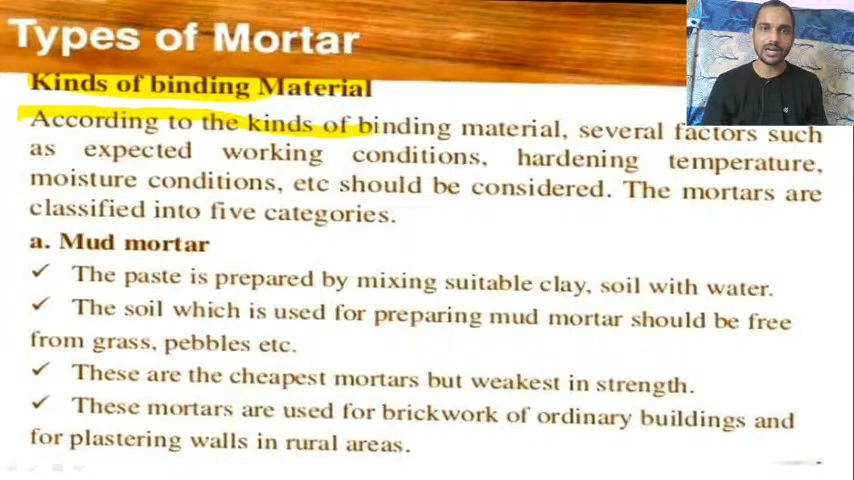 Types of Mortar
Kinds of binding Material
According to the kinds of binding material, several factors such
as expected working conditions, hardening temperature,
moisture conditions, etc should be considered. The mortars are
classified into five categories.
a. Mud mortar
✓ The paste is prepared by mixing suitable clay, soil with water.
✓ The soil which is used for preparing mud mortar should be free
from grass, pebbles etc.
✓ These are the cheapest mortars but weakest in strength.
✓ These mortars are used for brickwork of ordinary buildings and
for plastering walls in rural areas.